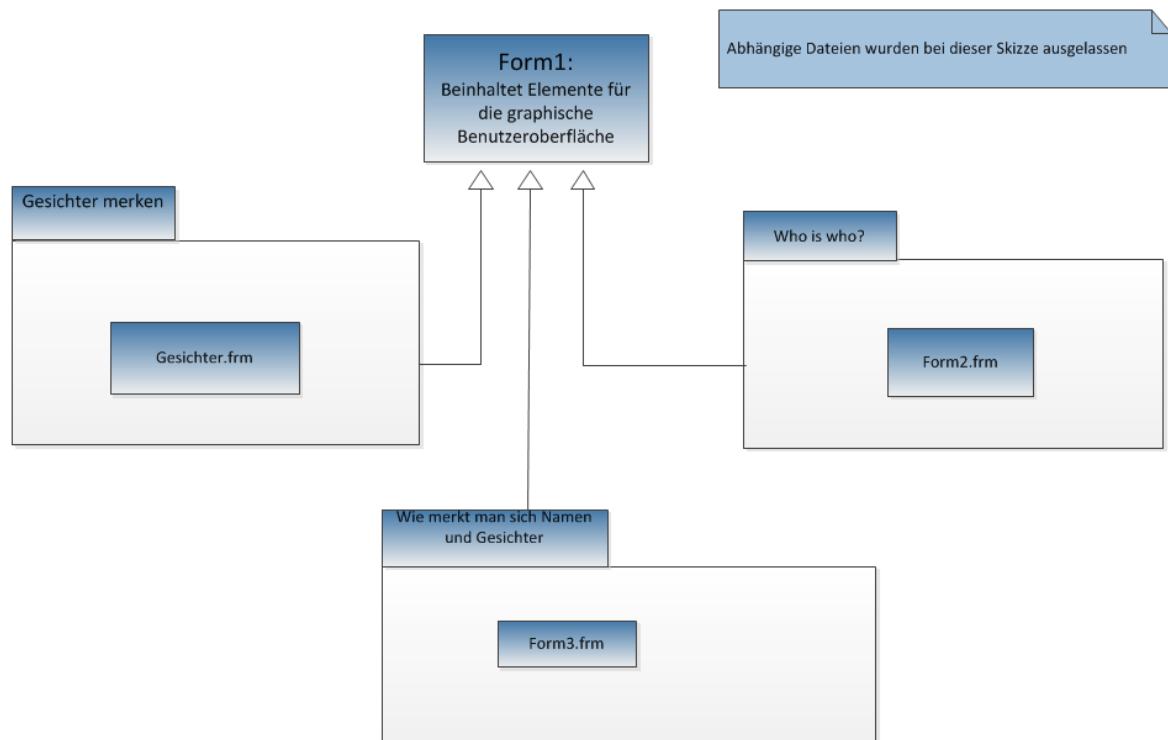 Abhängige Dateien wurden bei dieser Skizze ausgelassen
Form1:
Beinhaltet Elemente für
die graphische
Benutzeroberfläche
Gesichter merken
Gesichter.frm
Who is who?
Form2.frm
Wie merkt man sich Namen
und Gesichter
Form3.frm